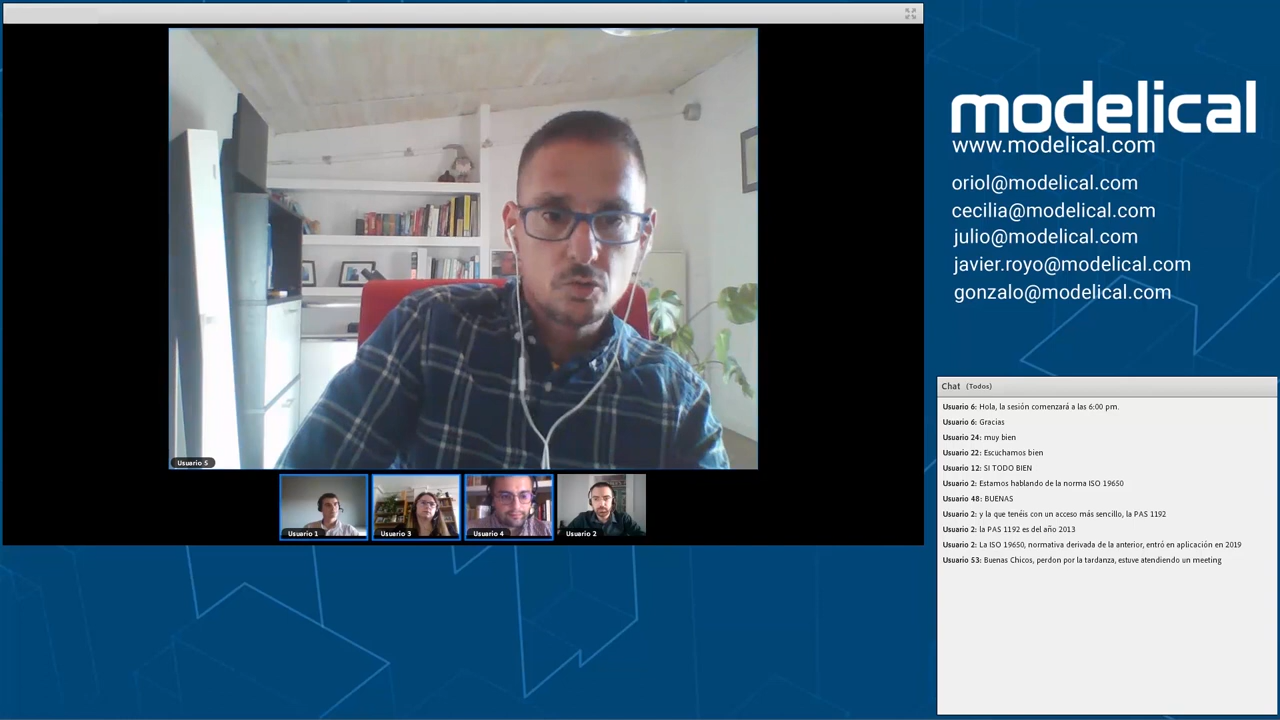 modelical
www.modelical.com
oriol@modelical.com
cecilia@modelical.com
julio@modelical.com
javier.royo@modelical.com
gonzalo@modelical.com
Usuario 5
Usuario 1
Usuario 3
Usuario 4
Usuario 2
Chat (Todos)
Usuario 6: Hola, la sesión comenzará a las 6:00 pm.
Usuario 6: Gracias
Usuario 24: muy bien
Usuario 22: Escuchamos bien
Usuario 12: SI TODO BIEN
Usuario 2: Estamos hablando de la norma ISO 19650
Usuario 48: BUENAS
Usuario 2: y la que tenéis con un acceso más sencillo, la PAS 1192
Usuario 2: la PAS 1192 es del año 2013
Usuario 2: La ISO 19650, normativa derivada de la anterior, entró en aplicación en 2019
Usuario 53: Buenas Chicos, perdon por la tardanza, estuve atendiendo un meeting